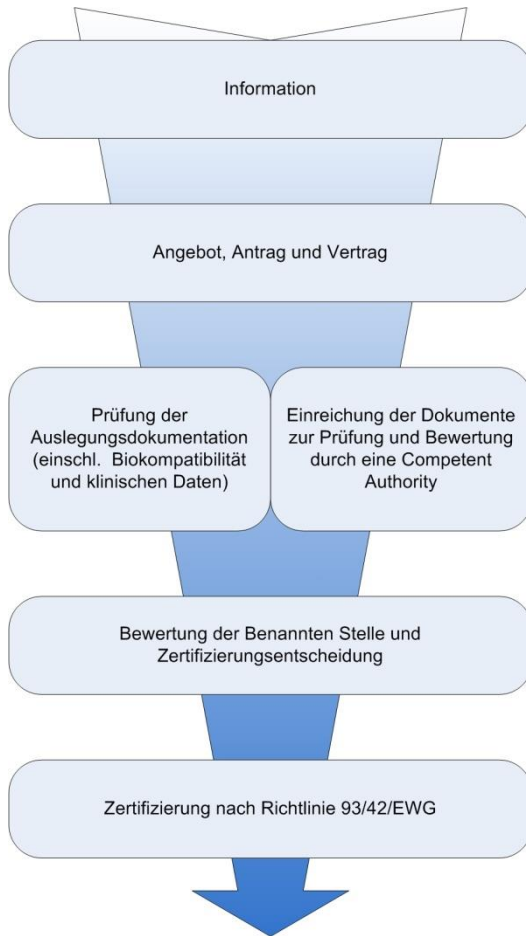 Information
Angebot, Antrag und Vertrag
Prüfung der
Auslegungsdokumentation
(einschl. Biokompatibilität
und klinischen Daten)
Einreichung der Dokumente
zur Prüfung und Bewertung
durch eine Competent
Authority
Bewertung der Benannten Stelle und
Zertifizierungsentscheidung
Zertifizierung nach Richtlinie 93/42/EWG